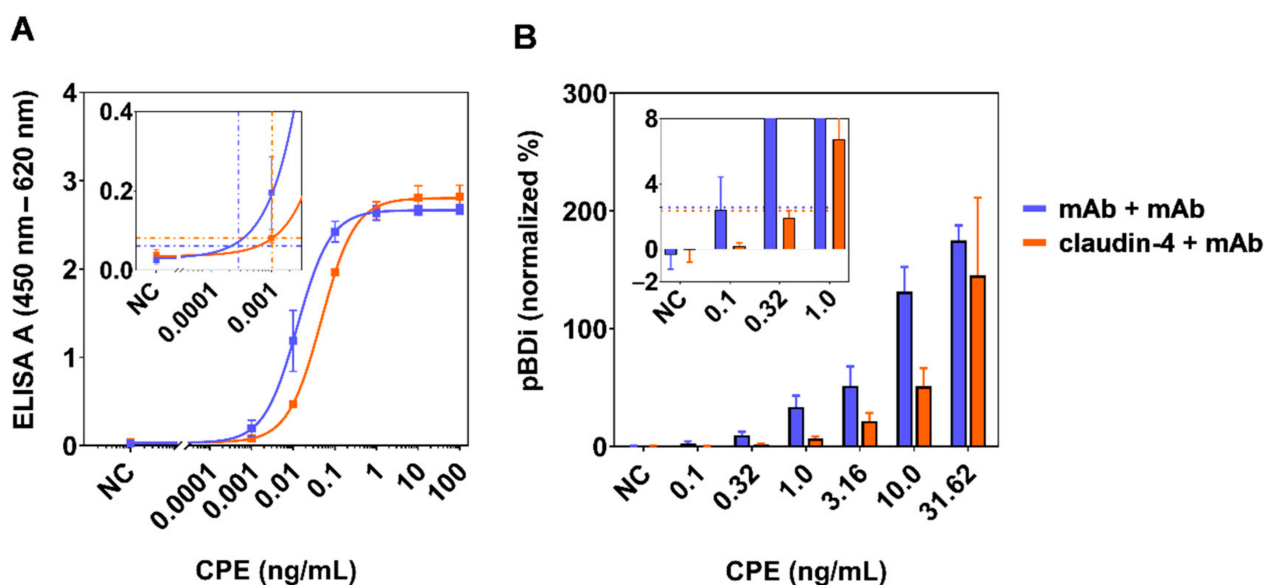 A
ELISA A (450 nm – 620 nm)
4
3
2
1
0
0.4
0.2
0.0
NC
0.0001
0.001
NC
0.0001
0.001
0.01
0.1
1
10
100
CPE (ng/mL)
B
pBDi (normalized %)
300
200
100
0
8
4
0
−2
NC
0.1
0.32
1.0
NC
0.1
0.32
1.0
3.16
10.0
31.62
CPE (ng/mL)
mAb + mAb
claudin-4 + mAb